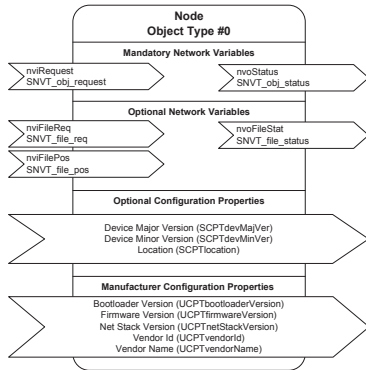 Node
Object Type #0
Mandatory Network Variables
nviRequest
SNVT_obj_request
nvoStatus
SNVT_obj_status
Optional Network Variables
nviFileReq
SNVT_file_req
nvoFileStat
SNVT_file_status
nviFilePos
SNVT_file_pos
Optional Configuration Properties
Device Major Version (SCPTdevMajVer)
Device Minor Version (SCPTdevMinVer)
Location (SCPTlocation)
Manufacturer Configuration Properties
Bootloader Version (UCPTbootloaderVersion)
Firmware Version (UCPTfirmwareVersion)
Net Stack Version (UCPTnetStackVersion)
Vendor Id (UCPTvendorId)
Vendor Name (UCPTvendorName)